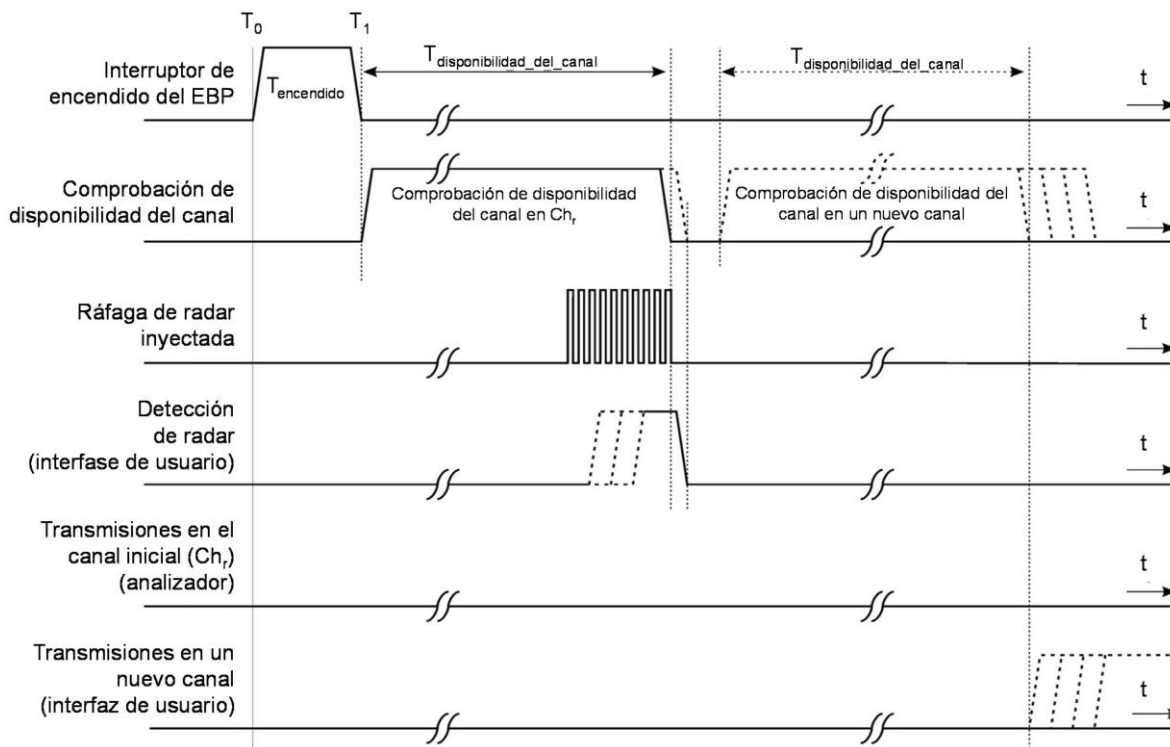 T0 T1
Interruptor de
encendido del EBP
Tencendido
Tdisponibilidad_del_canal
Tdisponibilidad_del_canal
t
Comprobación de
disponibilidad del canal
Comprobación de disponibilidad
del canal en Chr
Comprobación de disponibilidad del
canal en un nuevo canal
t
Ráfaga de radar
inyectada
t
Detección
de radar
(interfase de usuario)
t
Transmisiones en el
canal inicial (Chr)
(analizador)
t
Transmisiones en un
nuevo canal
(interfaz de usuario)
t